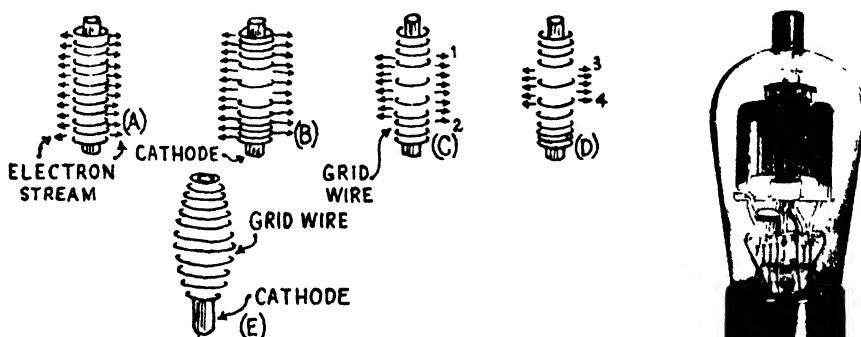 1
3
4
2
(A)
(B)
(C)
(D)
ELECTRON
STREAM
CATHODE
GRID
WIRE
GRID WIRE
CATHODE
(E)